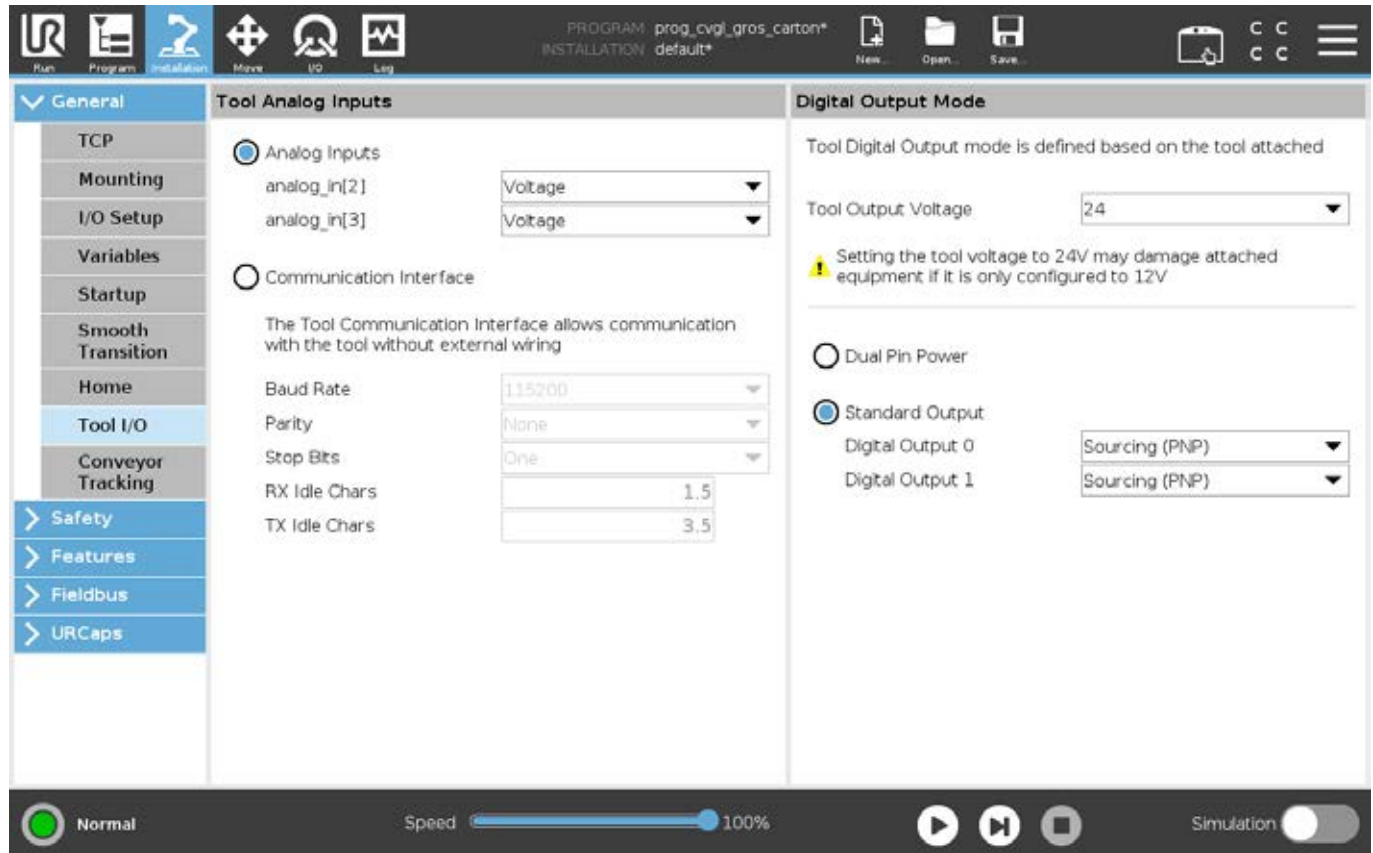 UR
PROGRAM prog_cvgl_gros_carton*
INSTALLATION default*
Run Program Installation Move I/O Log New... Open... Save...
C C
C C
General
TCP
Mounting
I/O Setup
Variables
Startup
Smooth
Transition
Home
Tool I/O
Conveyor
Tracking
Safety
Features
Fieldbus
URCaps
Tool Analog Inputs
Analog Inputs
analog_in[2] Voltage
analog_in[3] Voltage
Communication Interface
The Tool Communication Interface allows communication
with the tool without external wiring
Baud Rate 115200
Parity None
Stop Bits One
RX Idle Chars 1.5
TX Idle Chars 3.5
Digital Output Mode
Tool Digital Output mode is defined based on the tool attached
Tool Output Voltage 24
Setting the tool voltage to 24V may damage attached
equipment if it is only configured to 12V
Dual Pin Power
Standard Output
Digital Output 0 Sourcing (PNP)
Digital Output 1 Sourcing (PNP)
Normal Speed 100% Simulation